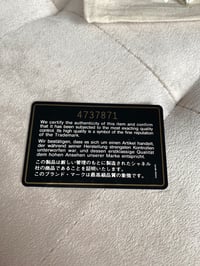 4737871
We certify the authenticity of this item and confirm
that it has been subjected to the most exacting quality
control. Its high quality is a symbol of the fine reputation
of the Trademark.
Wir bestätigen, dass es sich um einen Artikel handelt,
der während seiner Herstellung strengsten Kontrollen
unterworfen war, und dessen erstklassige Qualität
dem hohen Ansehen unserer Marke entspricht.
この製品は厳しい管理のもとに製造されたシャネル
社の商品であることを証明いたします。
このブランド・マークは最高級品質の象徴です。